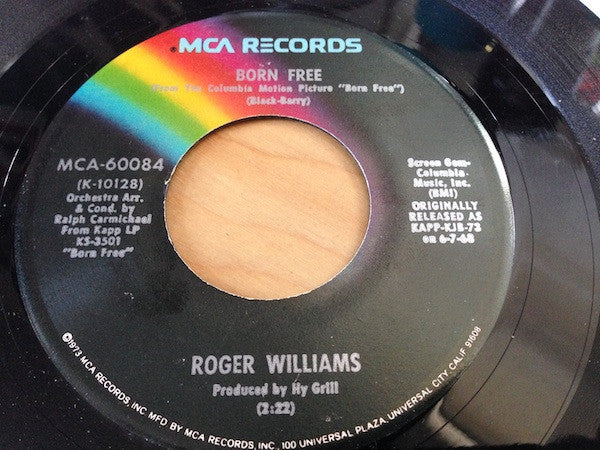 MCA RECORDS
BORN FREE
(From The Columbia Motion Picture "Born Free")
(Black-Barry)
MCA-60084
(K-10128)
Orchestra Arr.
& Cond. by
Ralph Carmichael
From Kapp LP
KS-3501
"Born Free"
Screen Gem-
Columbia
Music, Inc.
(BMI)
ORIGINALLY
RELEASED AS
KAPP-KJB-73
on 6-7-68
ROGER WILLIAMS
Produced by Hy Grill
(2:22)
©1973 MCA RECORDS, INC. MFD BY MCA RECORDS, INC., 100 UNIVERSAL PLAZA, UNIVERSAL CITY, CALIF. 91608